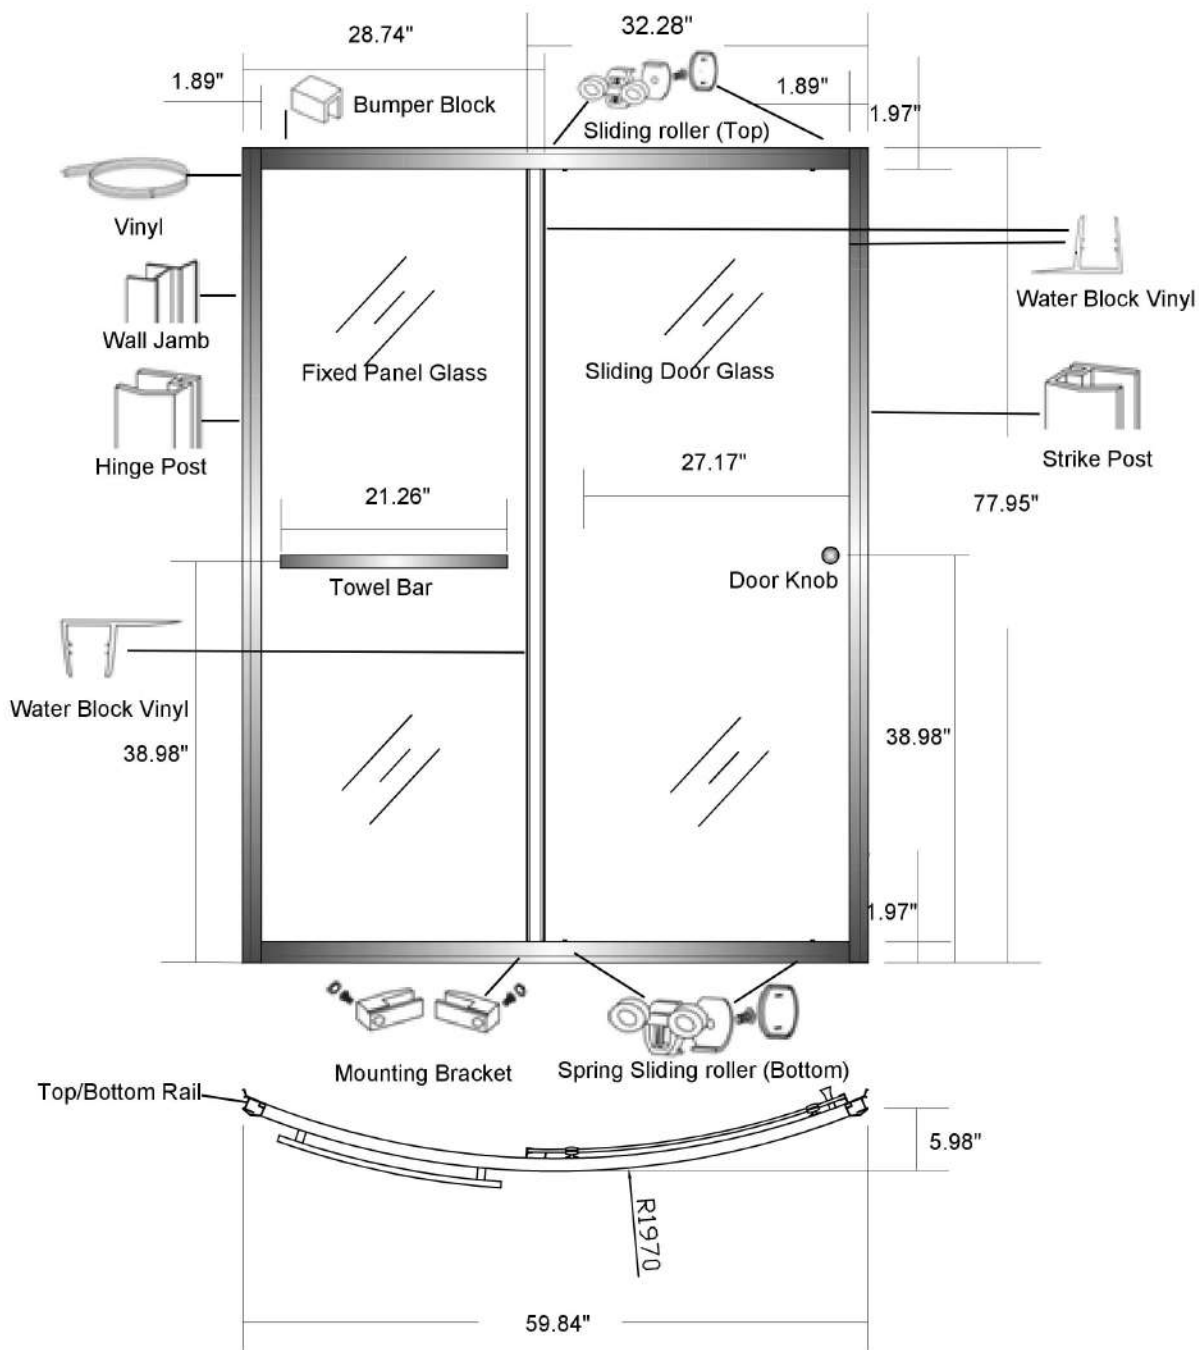 28.74"
32.28"
1.89"
Bumper Block
1.89"
1.97"
Sliding roller (Top)
Vinyl
Water Block Vinyl
Wall Jamb
Fixed Panel Glass
Sliding Door Glass
Hinge Post
Strike Post
27.17"
21.26"
77.95"
Towel Bar
Door Knob
Water Block Vinyl
38.98"
38.98"
1.97"
Mounting Bracket
Spring Sliding roller (Bottom)
Top/Bottom Rail
5.98"
R1970
59.84"